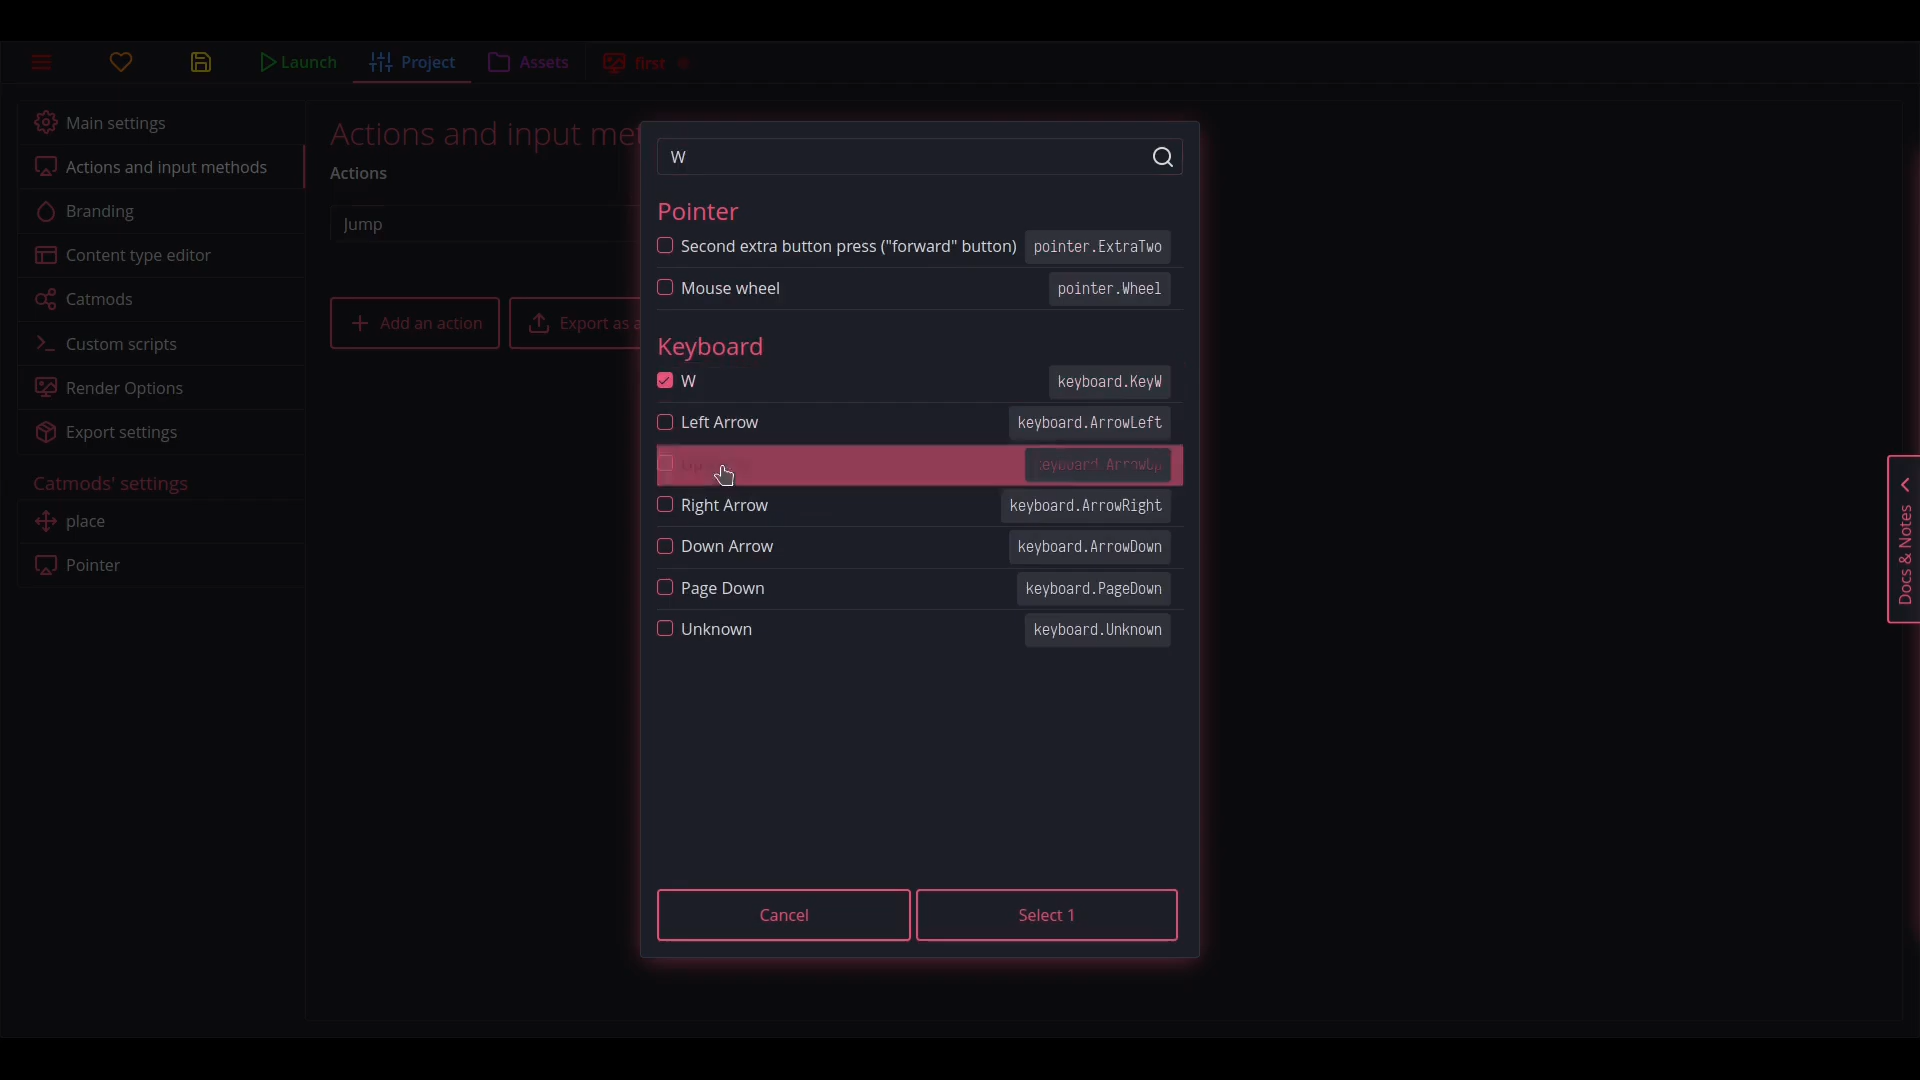 Launch
Project
Assets
first
Main settings
Actions and input methods
Branding
Content type editor
Catmods
Custom scripts
Render Options
Export settings
Catmods' settings
place
Pointer
Actions and input me
Actions
Jump
Add an action
Export as a
W
Pointer
Second extra button press ("forward" button) pointer.ExtraTwo
Mouse wheel pointer.Wheel
Keyboard
W keyboard.KeyW
Left Arrow keyboard.ArrowLeft
keyboard.ArrowUp
Right Arrow keyboard.ArrowRight
Down Arrow keyboard.ArrowDown
Page Down keyboard.PageDown
Unknown keyboard.Unknown
Cancel
Select 1
Docs & Notes